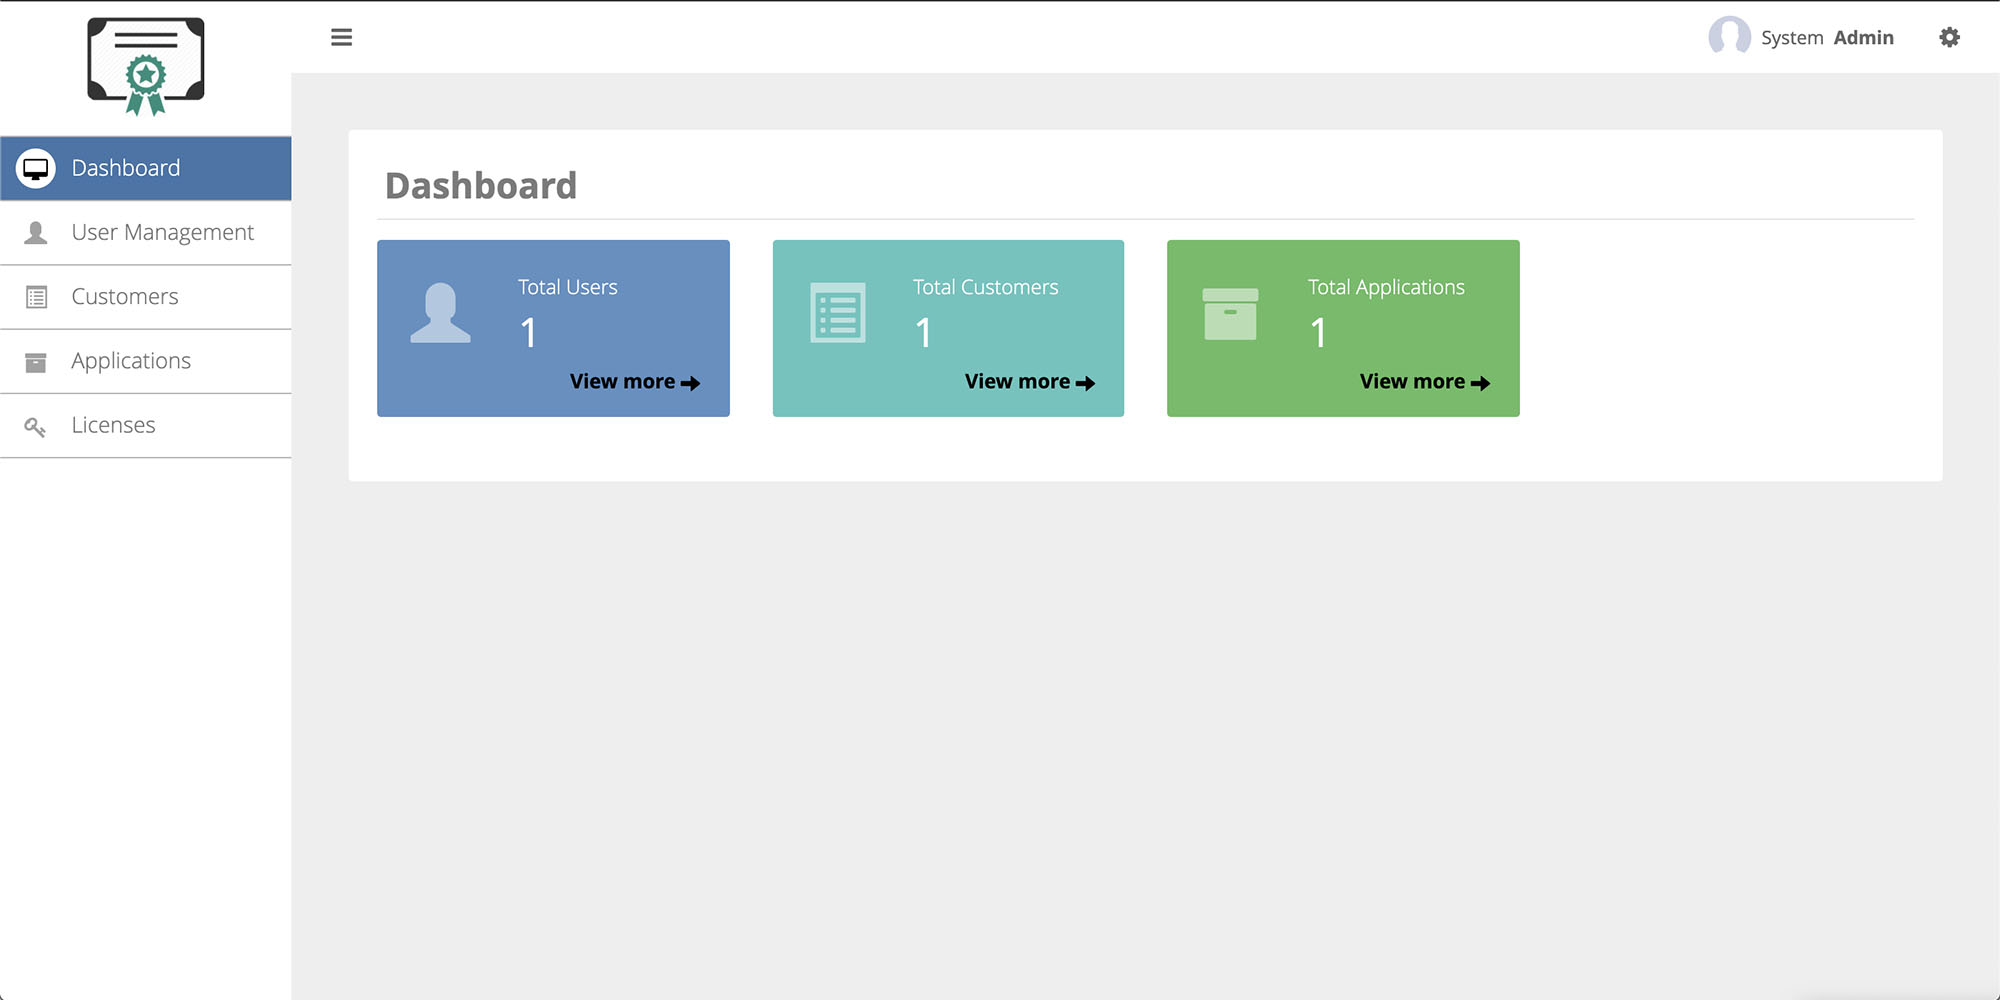 System Admin
Dashboard
User Management
Customers
Applications
Licenses
Dashboard
Total Users
1
View more
Total Customers
1
View more
Total Applications
1
View more